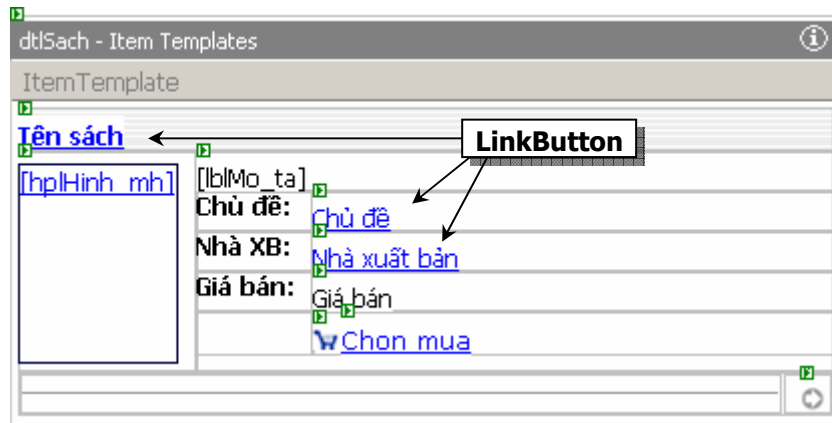 dtlSach - Item Templates
ItemTemplate
Tên sách
LinkButton
[hplHinh_mh]
[lblMo_ta]
Chủ đề: Chủ đề
Nhà XB: Nhà xuất bản
Giá bán: Giá bán
Chon mua